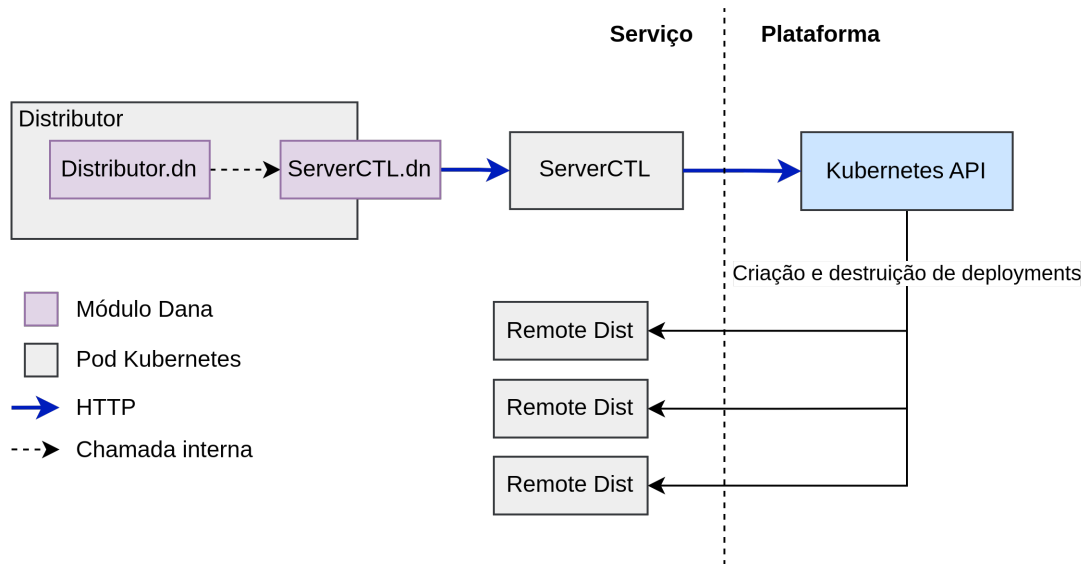 Serviço
Plataforma
Distributor
Distributor.dn
ServerCTL.dn
ServerCTL
Kubernetes API
Criação e destruição de deployments
Módulo Dana
Pod Kubernetes
HTTP
Chamada interna
Remote Dist
Remote Dist
Remote Dist